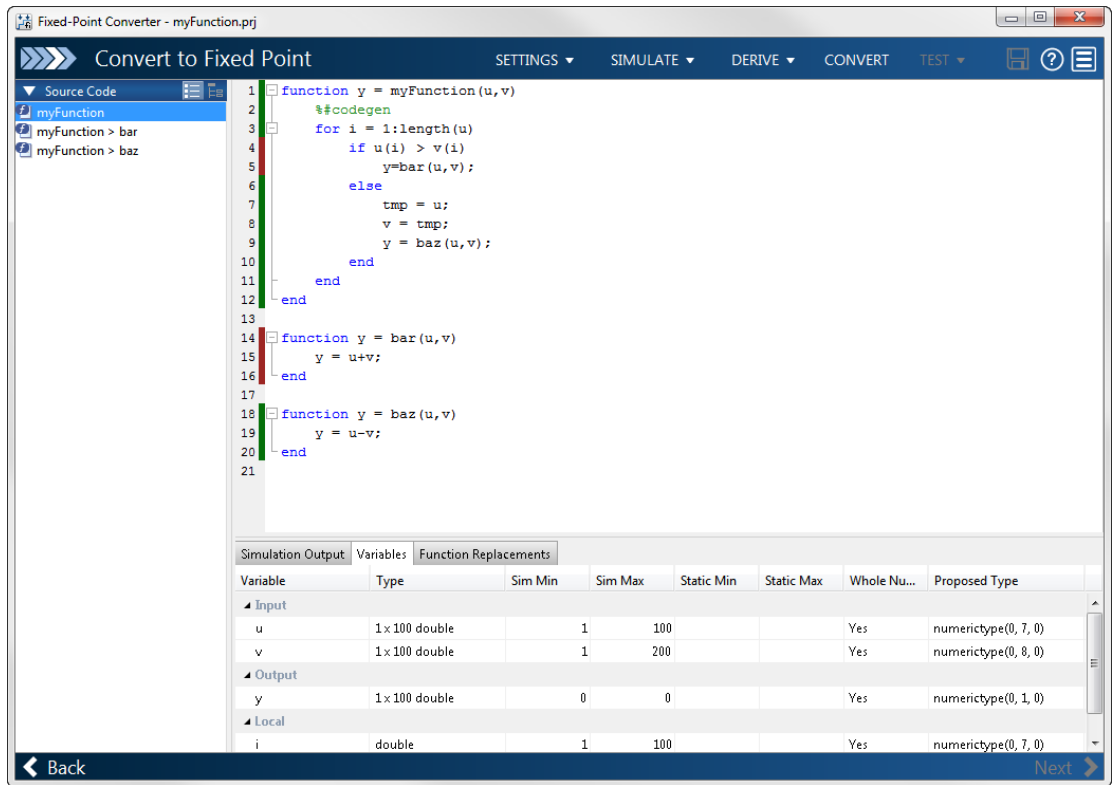 Fixed-Point Converter - myFunction.prj
Convert to Fixed Point SETTINGS SIMULATE DERIVE CONVERT TEST
Source Code
myFunction
myFunction > bar
myFunction > baz
1 function y = myFunction(u,v)
2 %#codegen
3 for i = 1:length(u)
4 if u(i) > v(i)
5 y=bar(u,v);
6 else
7 tmp = u;
8 v = tmp;
9 y = baz(u,v);
10 end
11 end
12 end
13
14 function y = bar(u,v)
15 y = u+v;
16 end
17
18 function y = baz(u,v)
19 y = u-v;
20 end
21
Simulation Output Variables Function Replacements
Variable Type Sim Min Sim Max Static Min Static Max Whole Nu... Proposed Type
Input
u 1 x 100 double 1 100 Yes numerictype(0, 7, 0)
v 1 x 100 double 1 200 Yes numerictype(0, 8, 0)
Output
y 1 x 100 double 0 0 Yes numerictype(0, 1, 0)
Local
i double 1 100 Yes numerictype(0, 7, 0)
Back Next